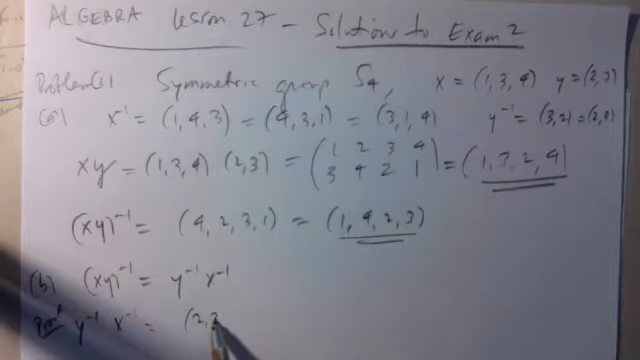 ALGEBRA Lesson 27 – Solution to Exam 2
Problem (1) Symmetric group S₄, x = (1,3,4) y = (2,3)
(a) x⁻¹ = (1,4,3) = (4,3,1) = (3,1,4) y⁻¹ = (3,2) = (2,3)
xy = (1,3,4) (2,3) = (1 2 3 4
3 4 2 1) = (1,3,2,4)
(xy)⁻¹ = (4,2,3,1) = (1,4,2,3)
(b) (xy)⁻¹ = y⁻¹ x⁻¹
y⁻¹ x⁻¹ = (2,3